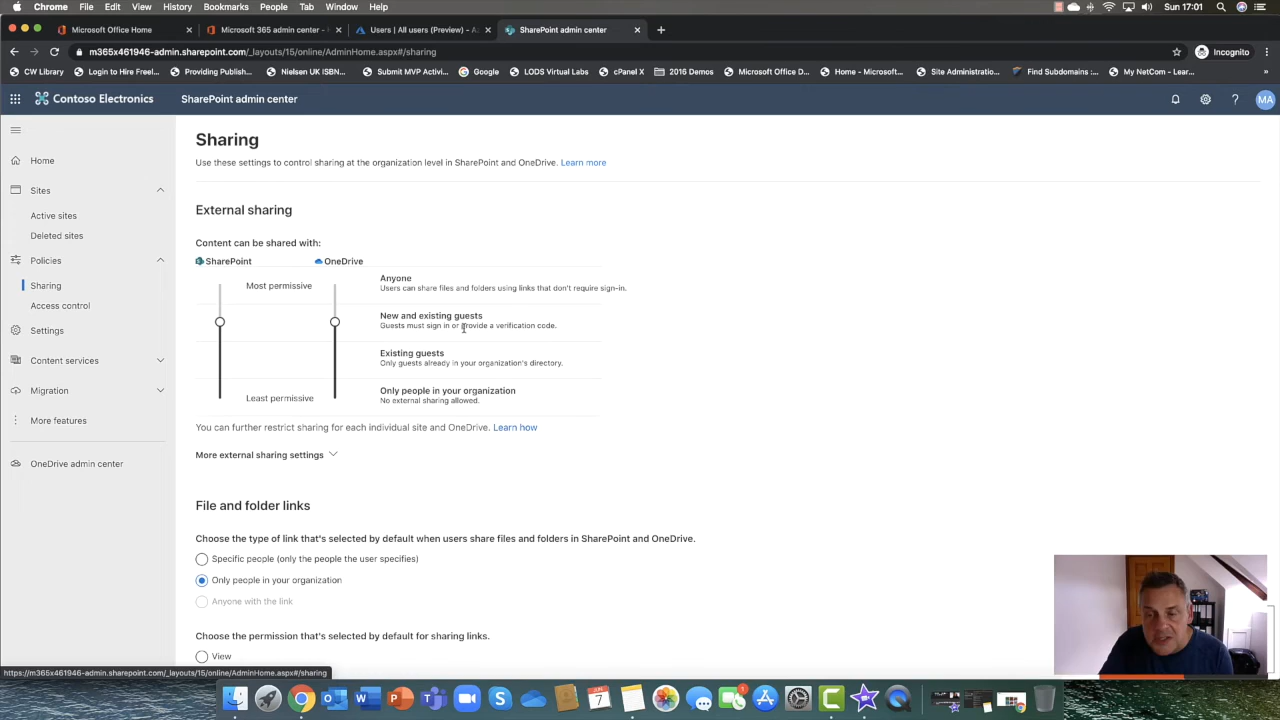 Chrome File Edit View History Bookmarks People Tab Window Help
Sun 17:01
Microsoft Office Home
Microsoft 365 admin center -
Users | All users (Preview) - A
SharePoint admin center
m365x461946-admin.sharepoint.com/_layouts/15/online/AdminHome.aspx#/sharing
Incognito
CW Library
Login to Hire Freel...
Providing Publish...
Nielsen UK ISBN...
Submit MVP Activi...
Google
LODS Virtual Labs
cPanel X
2016 Demos
Microsoft Office D...
Home - Microsoft...
Site Administratio...
Find Subdomains :...
My NetCom - Lear...
»
Contoso Electronics
SharePoint admin center
?
MA
Home
Sites
Active sites
Deleted sites
Policies
Sharing
Access control
Settings
Content services
Migration
More features
OneDrive admin center
Sharing
Use these settings to control sharing at the organization level in SharePoint and OneDrive. Learn more
External sharing
Content can be shared with:
SharePoint
OneDrive
Most permissive
Least permissive
Anyone
Users can share files and folders using links that don't require sign-in.
New and existing guests
Guests must sign in or provide a verification code.
Existing guests
Only guests already in your organization's directory.
Only people in your organization
No external sharing allowed.
You can further restrict sharing for each individual site and OneDrive. Learn how
More external sharing settings
File and folder links
Choose the type of link that's selected by default when users share files and folders in SharePoint and OneDrive.
Specific people (only the people the user specifies)
Only people in your organization
Anyone with the link
Choose the permission that's selected by default for sharing links.
View
https://m365x461946-admin.sharepoint.com/_layouts/15/online/AdminHome.aspx#/sharing
7